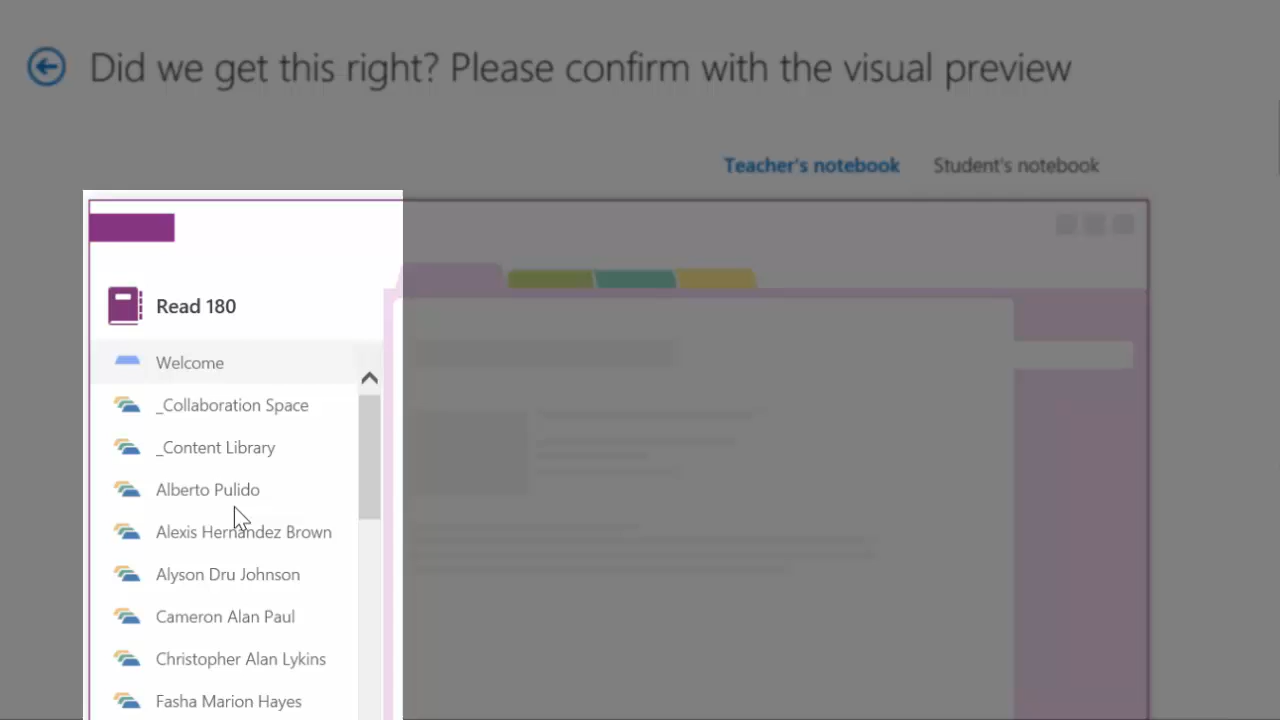 Did we get this right? Please confirm with the visual preview
Teacher's notebook Student's notebook
Read 180
Welcome
_Collaboration Space
_Content Library
Alberto Pulido
Alexis Hernandez Brown
Alyson Dru Johnson
Cameron Alan Paul
Christopher Alan Lykins
Fasha Marion Hayes